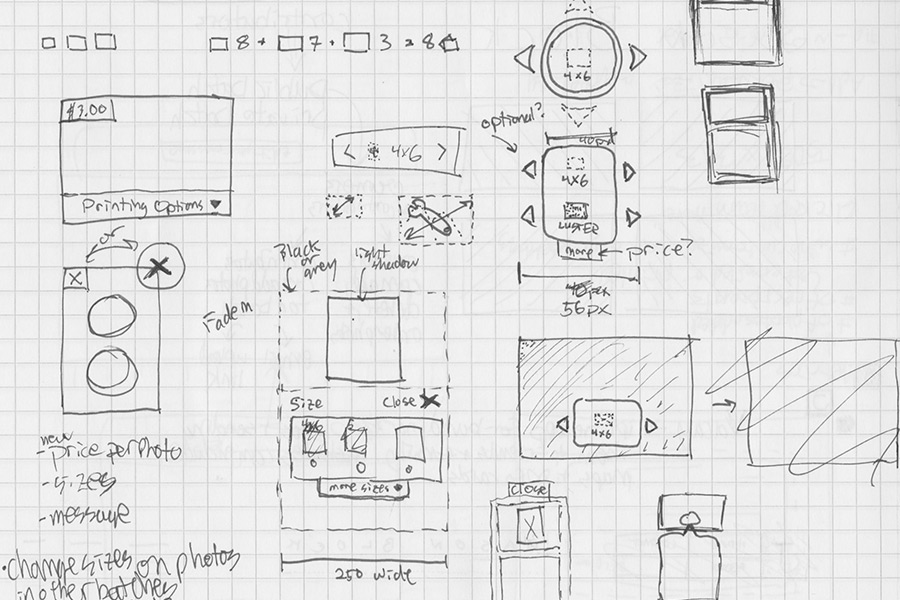 8 + 7 + 3 = 8
$3.00
Printing Options
or
X
4x6
optional?
40px
4x6
< 4x6 >
LUSTER
more
price?
56px
Black
or
grey
light
shadow
Fade in
Size
Close X
4x6
more sizes
250 wide
4x6
close
X
new
- price per photo
- sizes
- message
• change sizes on photos
in other batches